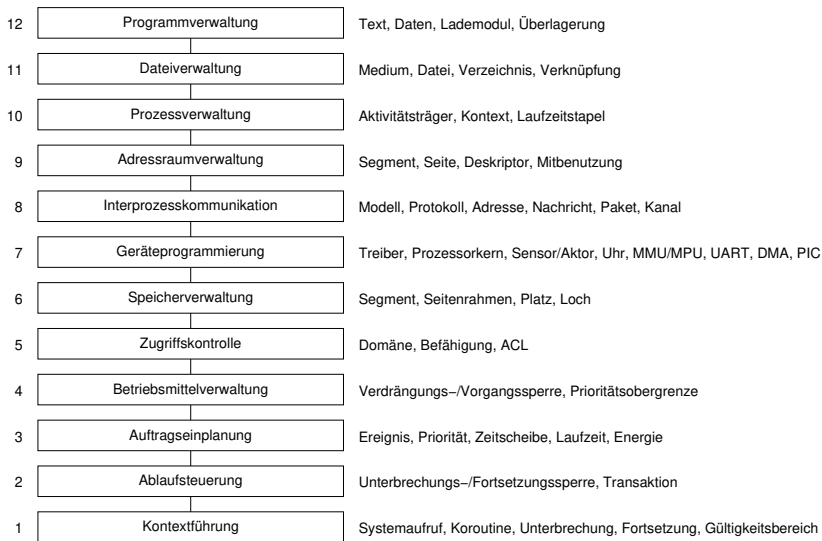 12 Programmverwaltung Text, Daten, Lademodul, Überlagerung
11 Dateiverwaltung Medium, Datei, Verzeichnis, Verknüpfung
10 Prozessverwaltung Aktivitätsträger, Kontext, Laufzeitstapel
9 Adressraumverwaltung Segment, Seite, Deskriptor, Mitbenutzung
8 Interprozesskommunikation Modell, Protokoll, Adresse, Nachricht, Paket, Kanal
7 Geräteprogrammierung Treiber, Prozessorkern, Sensor/Aktor, Uhr, MMU/MPU, UART, DMA, PIC
6 Speicherverwaltung Segment, Seitenrahmen, Platz, Loch
5 Zugriffskontrolle Domäne, Befähigung, ACL
4 Betriebsmittelverwaltung Verdrängungs−/Vorgangssperre, Prioritätsobergrenze
3 Auftragseinplanung Ereignis, Priorität, Zeitscheibe, Laufzeit, Energie
2 Ablaufsteuerung Unterbrechungs−/Fortsetzungssperre, Transaktion
1 Kontextführung Systemaufruf, Koroutine, Unterbrechung, Fortsetzung, Gültigkeitsbereich